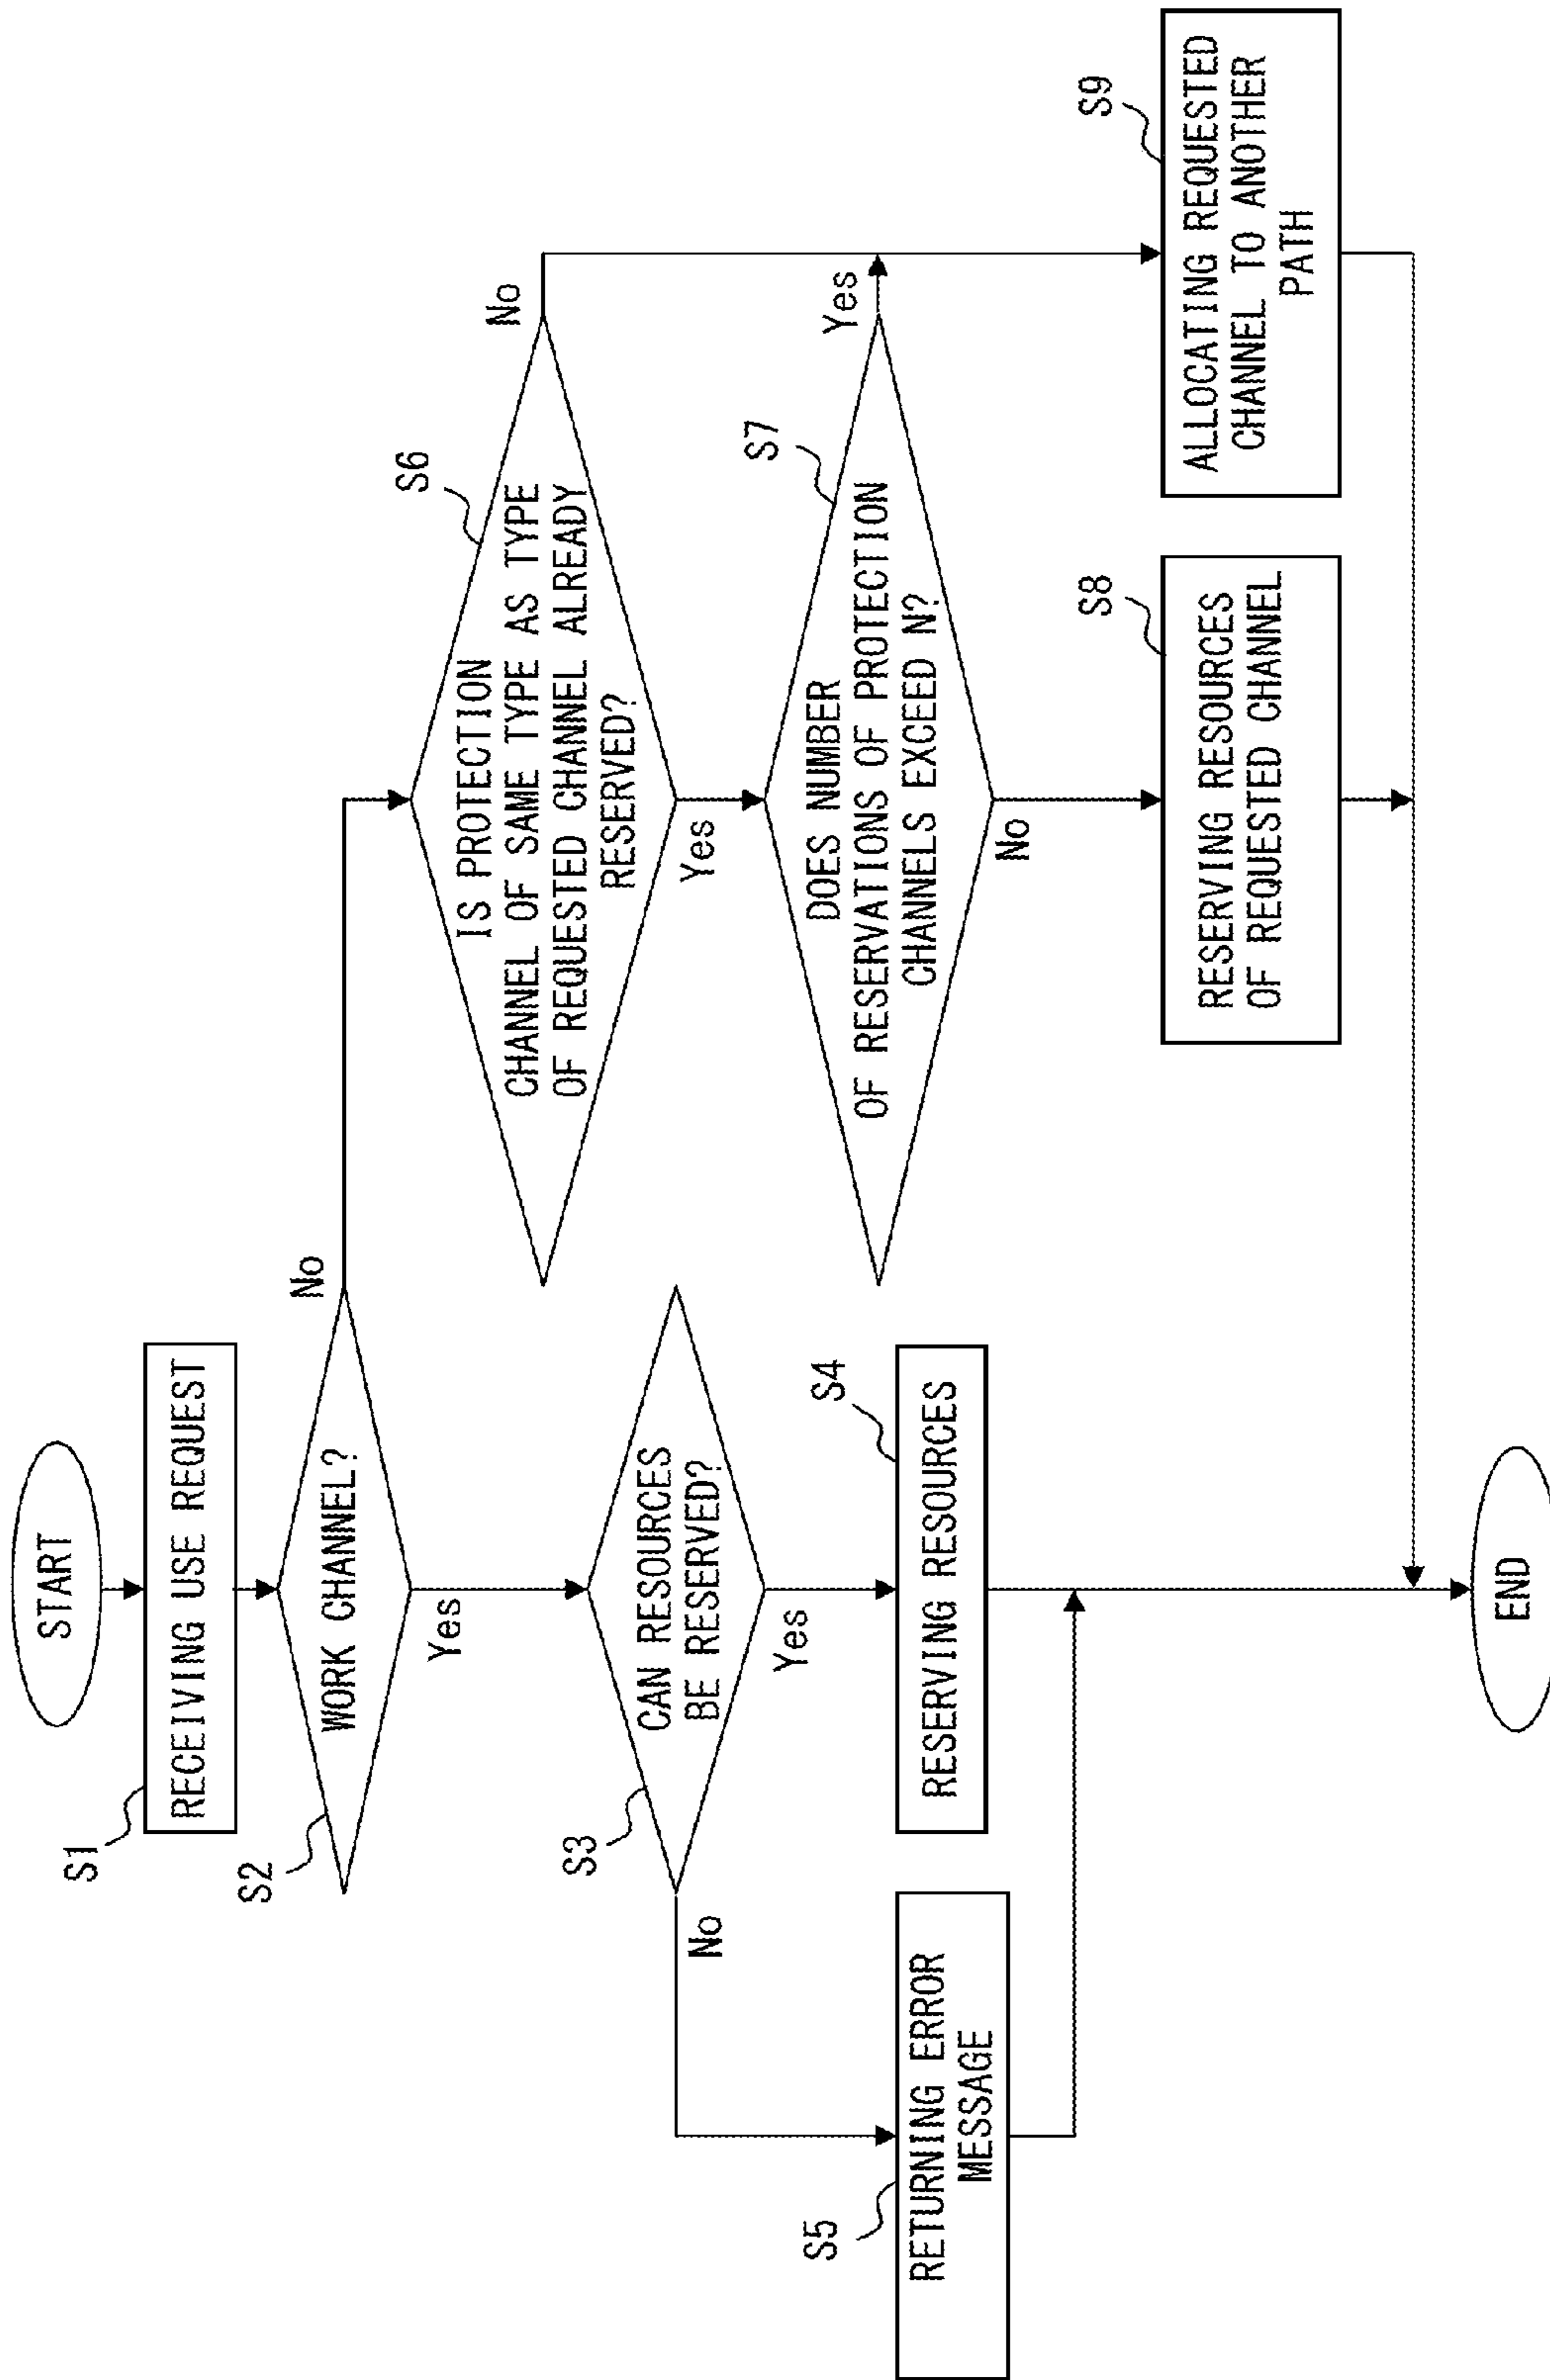 START
S1
RECEIVING USE REQUEST
S2
WORK CHANNEL?
No
Yes
S3
CAN RESOURCES
BE RESERVED?
No
Yes
S4
RESERVING RESOURCES
S5
RETURNING ERROR
MESSAGE
S6
IS PROTECTION
CHANNEL OF SAME TYPE AS TYPE
OF REQUESTED CHANNEL ALREADY
RESERVED?
No
Yes
S7
DOES NUMBER
OF RESERVATIONS OF PROTECTION
CHANNELS EXCEED N?
Yes
No
S8
RESERVING RESOURCES
OF REQUESTED CHANNEL
S9
ALLOCATING REQUESTED
CHANNEL TO ANOTHER
PATH
END